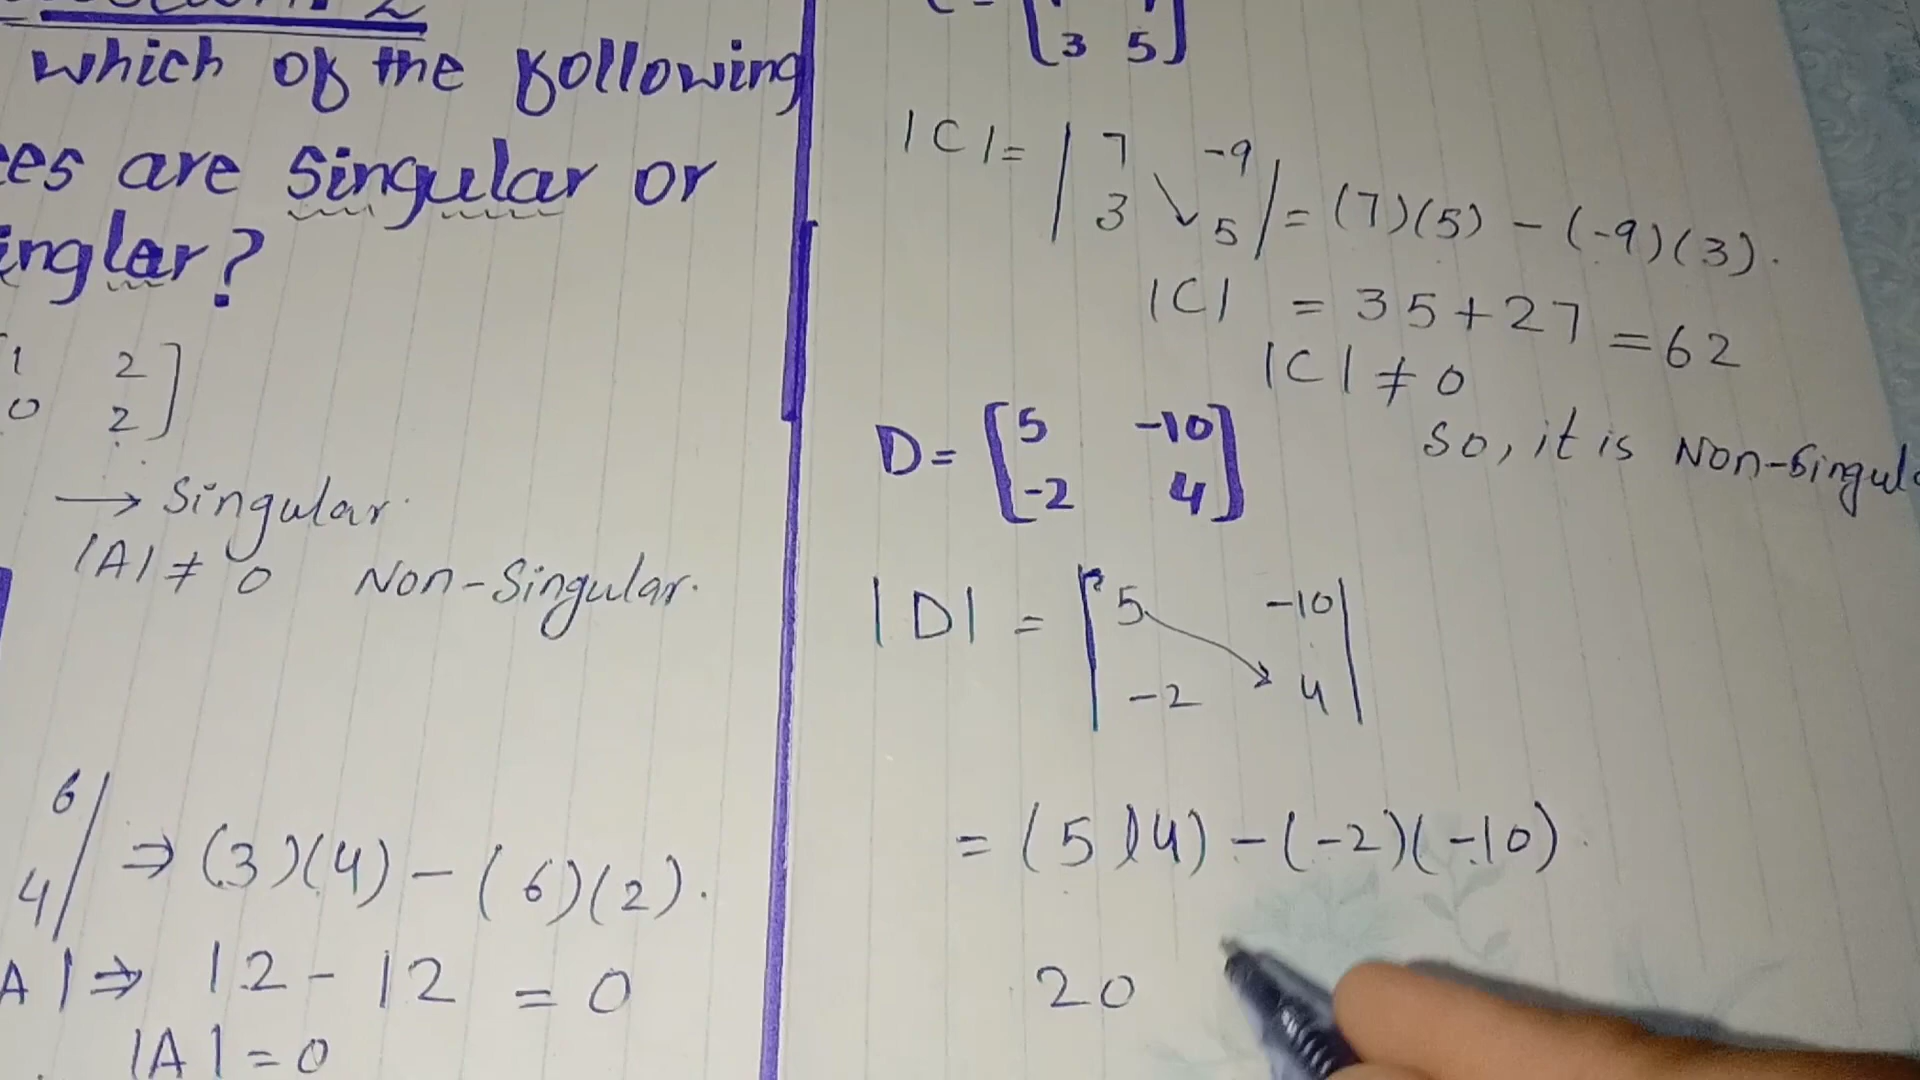 which of the following
ces are singular or
inglar?
1 2
0 2
→ Singular.
|A| ≠ 0 Non-Singular.
6
4 ⇒ (3)(4) - (6)(2).
A| ⇒ 12 - 12 = 0
|A| = 0
3 5
|C| = | 7 -9
3 5 | = (7)(5) - (-9)(3).
|C| = 35 + 27 = 62
|C| ≠ 0
So, it is Non-Singul
D = [ 5 -10
-2 4 ]
|D| = | 5 -10
-2 4 |
= (5)(4) - (-2)(-10)
20